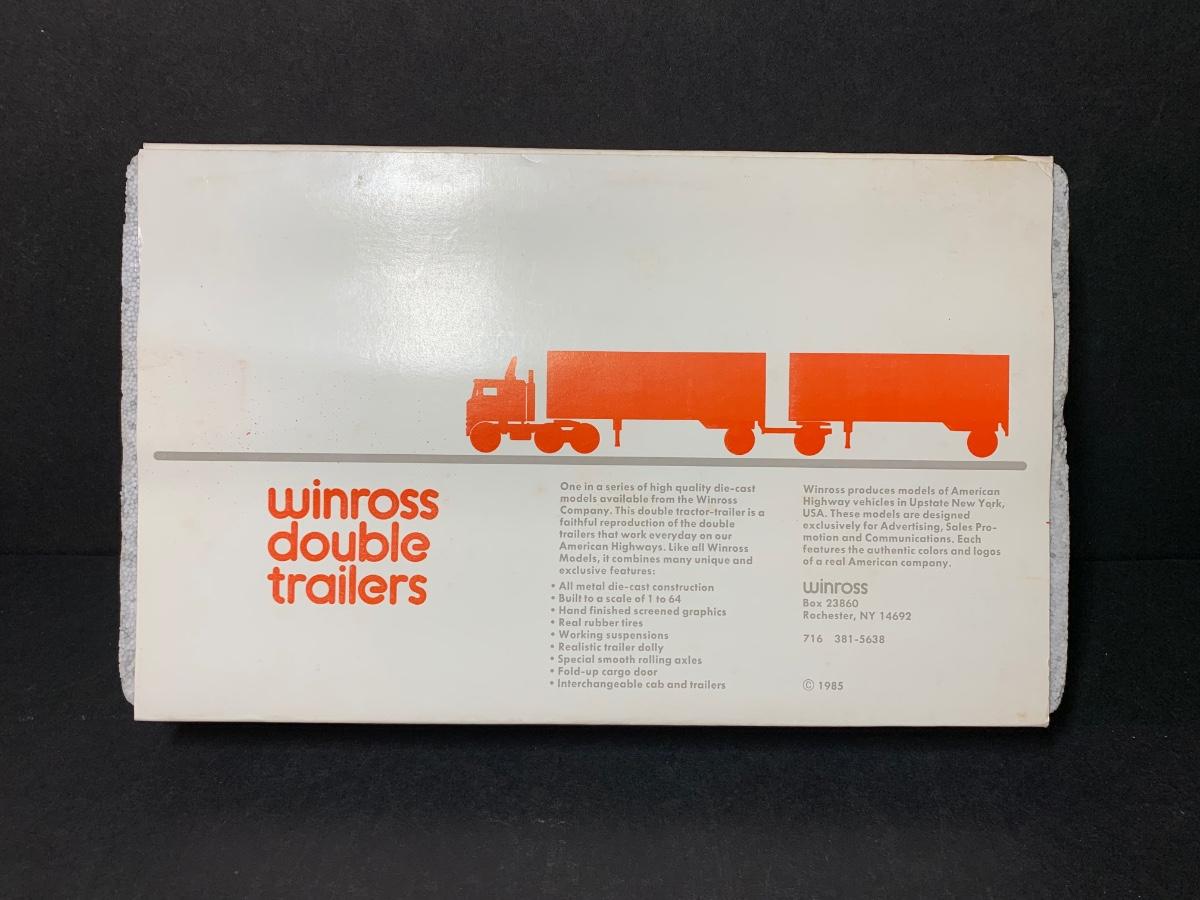 winross
double
trailers
One in a series of high quality die-cast
models available from the Winross
Company. This double tractor-trailer is a
faithful reproduction of the double
trailers that work everyday on our
American Highways. Like all Winross
Models, it combines many unique and
exclusive features:
• All metal die-cast construction
• Built to a scale of 1 to 64
• Hand finished screened graphics
• Real rubber tires
• Working suspensions
• Realistic trailer dolly
• Special smooth rolling axles
• Fold-up cargo door
• Interchangeable cab and trailers
Winross produces models of American
Highway vehicles in Upstate New York,
USA. These models are designed
exclusively for Advertising, Sales Pro-
motion and Communications. Each
features the authentic colors and logos
of a real American company.
winross
Box 23860
Rochester, NY 14692
716 381-5638
© 1985